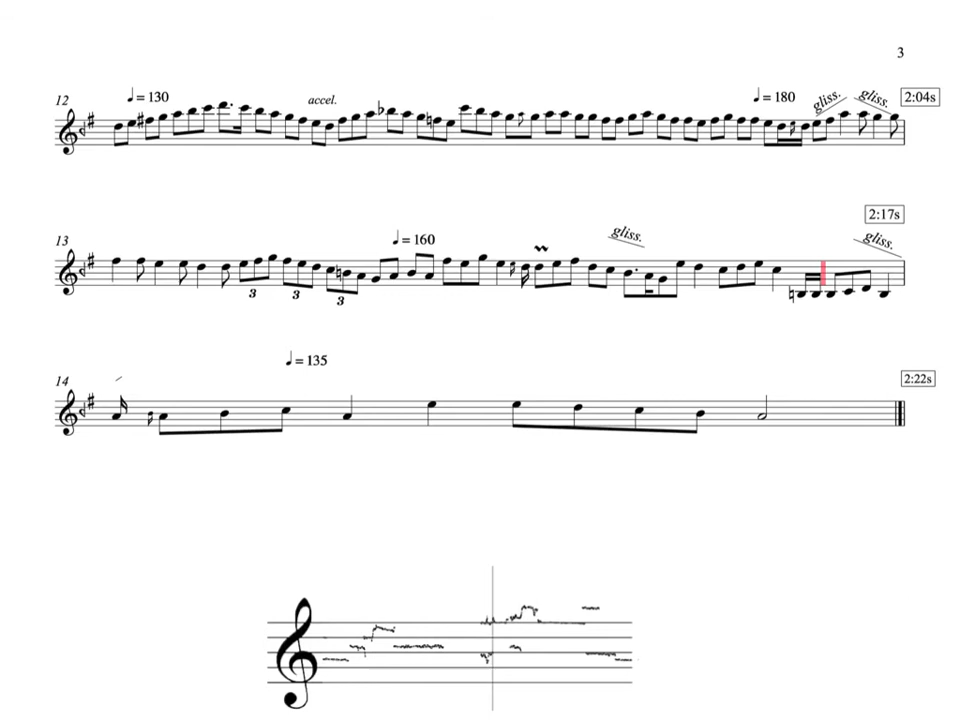 3
12 ♩ = 130 accel. ♩ = 180 gliss. gliss. 2:04s
2:17s
13 ♩ = 160 gliss. gliss.
3 3 3
♩ = 135
14 2:22s